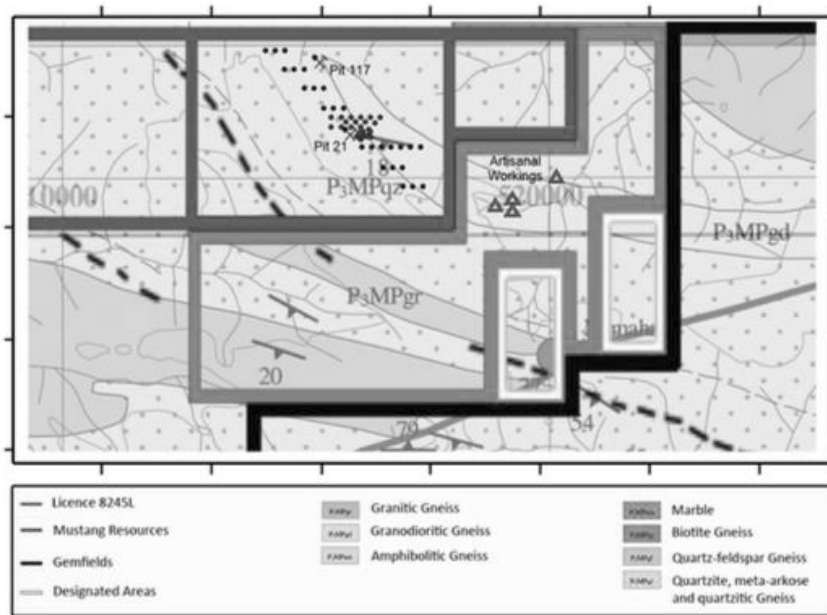 Pit 117
Pit 21
18
P₃MPqz
Artisanal
Workings
10000
520000
P₃MPgd
P₃MPgr
20
79
54
Licence 8245L
Mustang Resources
Gemfields
Designated Areas
Granitic Gneiss
Granodioritic Gneiss
Amphibolitic Gneiss
Marble
Biotite Gneiss
Quartz-feldspar Gneiss
Quartzite, meta-arkose
and quartzitic Gneiss